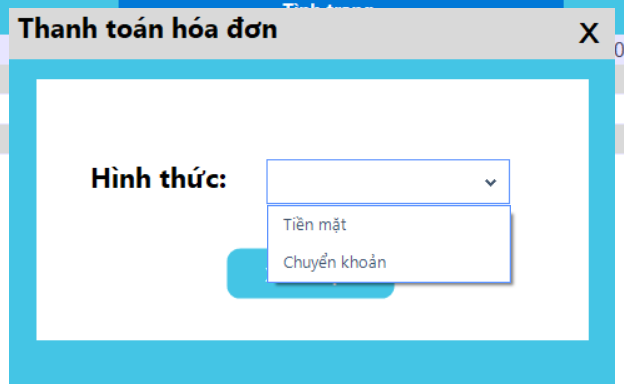 Thanh toán hóa đơn X
Hình thức:
Tiền mặt
Chuyển khoản